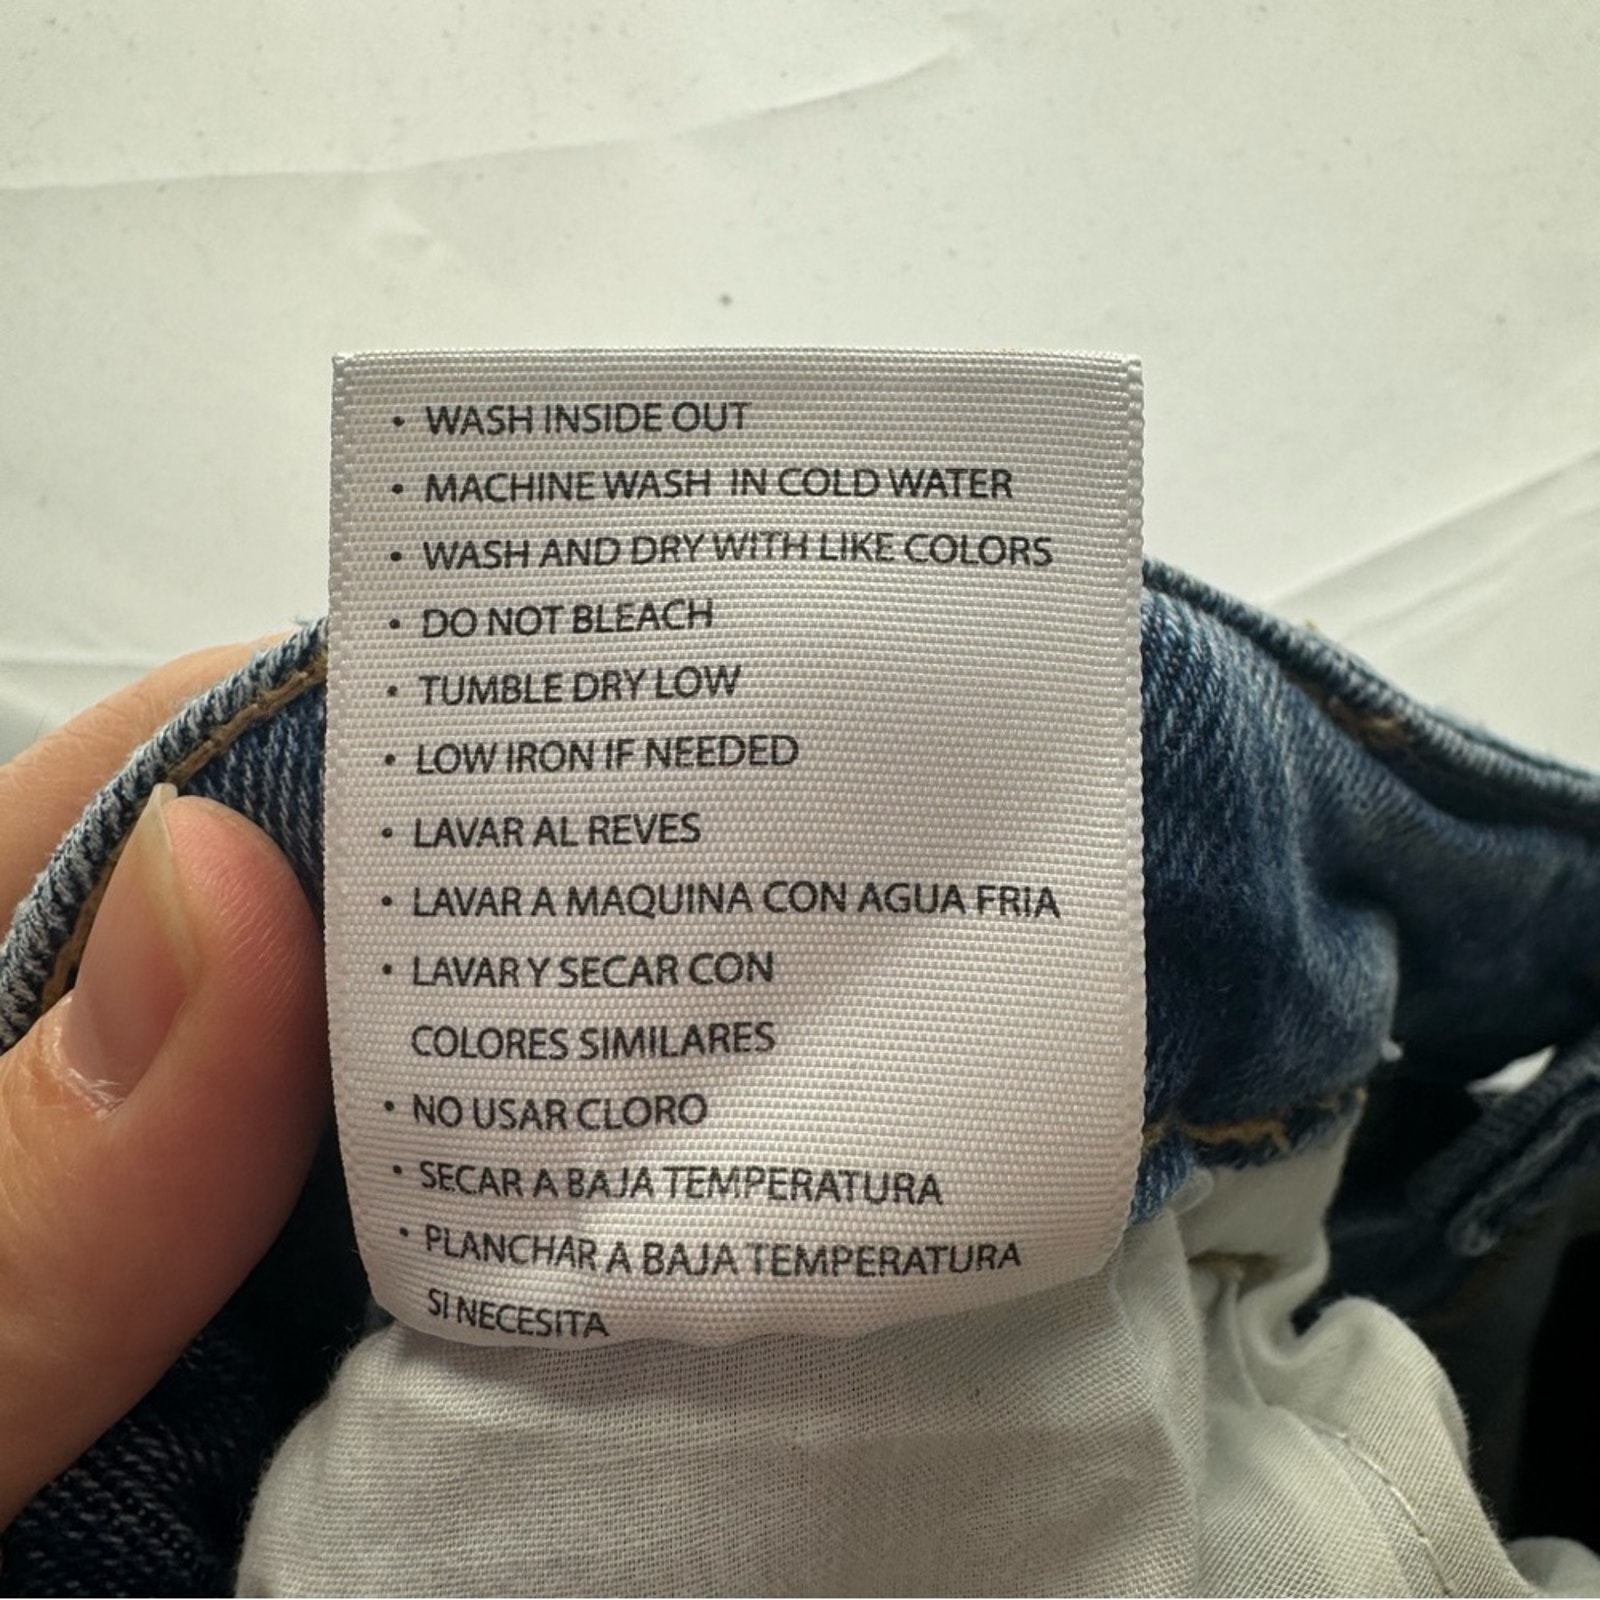 • WASH INSIDE OUT
• MACHINE WASH IN COLD WATER
• WASH AND DRY WITH LIKE COLORS
• DO NOT BLEACH
• TUMBLE DRY LOW
• LOW IRON IF NEEDED
• LAVAR AL REVES
• LAVAR A MAQUINA CON AGUA FRIA
• LAVAR Y SECAR CON
COLORES SIMILARES
• NO USAR CLORO
• SECAR A BAJA TEMPERATURA
• PLANCHAR A BAJA TEMPERATURA
SI NECESITA